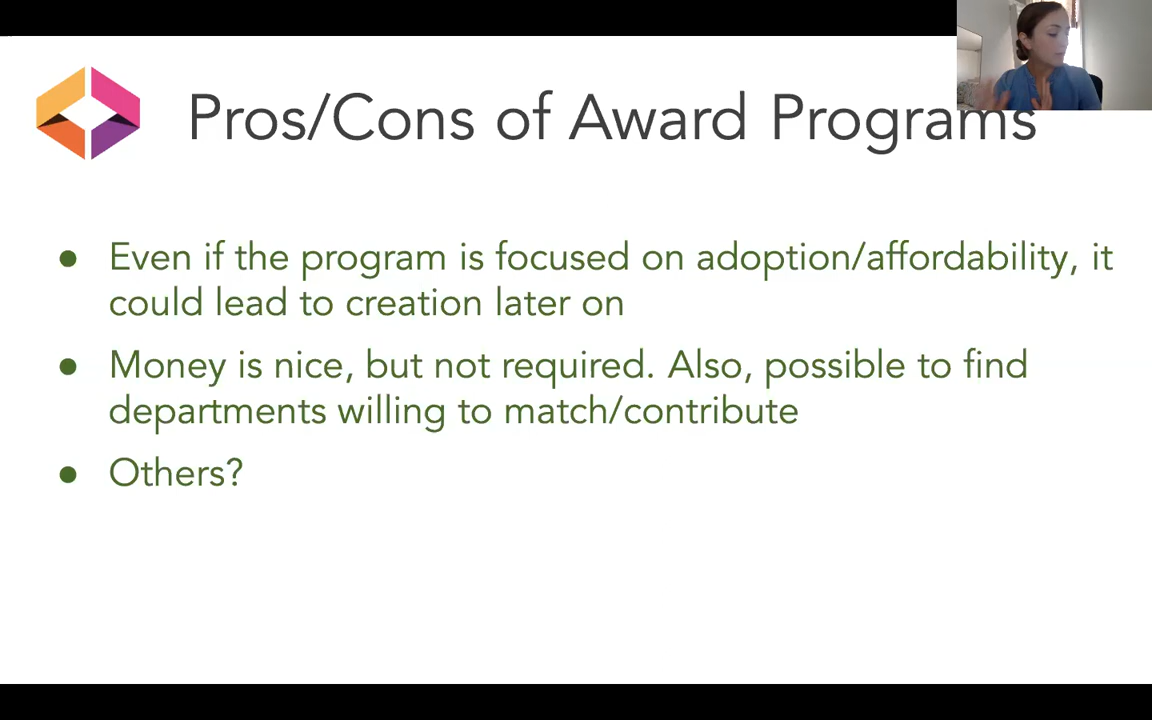 Pros/Cons of Award Programs
● Even if the program is focused on adoption/affordability, it
could lead to creation later on
● Money is nice, but not required. Also, possible to find
departments willing to match/contribute
● Others?